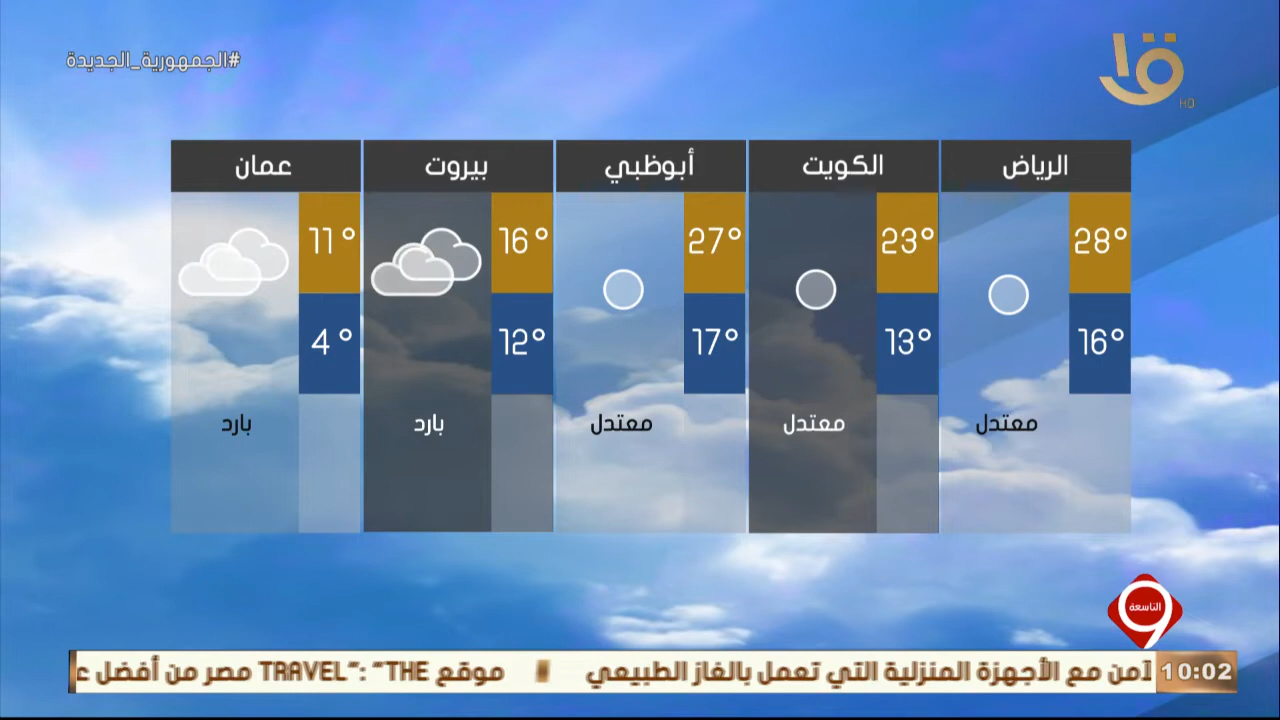 #الجمهورية_الجديدة
HD
الرياض
28°
16°
معتدل
الكويت
23°
13°
معتدل
أبوظبي
27°
17°
معتدل
بيروت
16°
12°
بارد
عمان
11°
4°
بارد
التاسعة
9
10:02
لآمن مع الأجهزة المنزلية التي تعمل بالغاز الطبيعي
موقع "TRAVEL": "THE مصر من أفضل ع